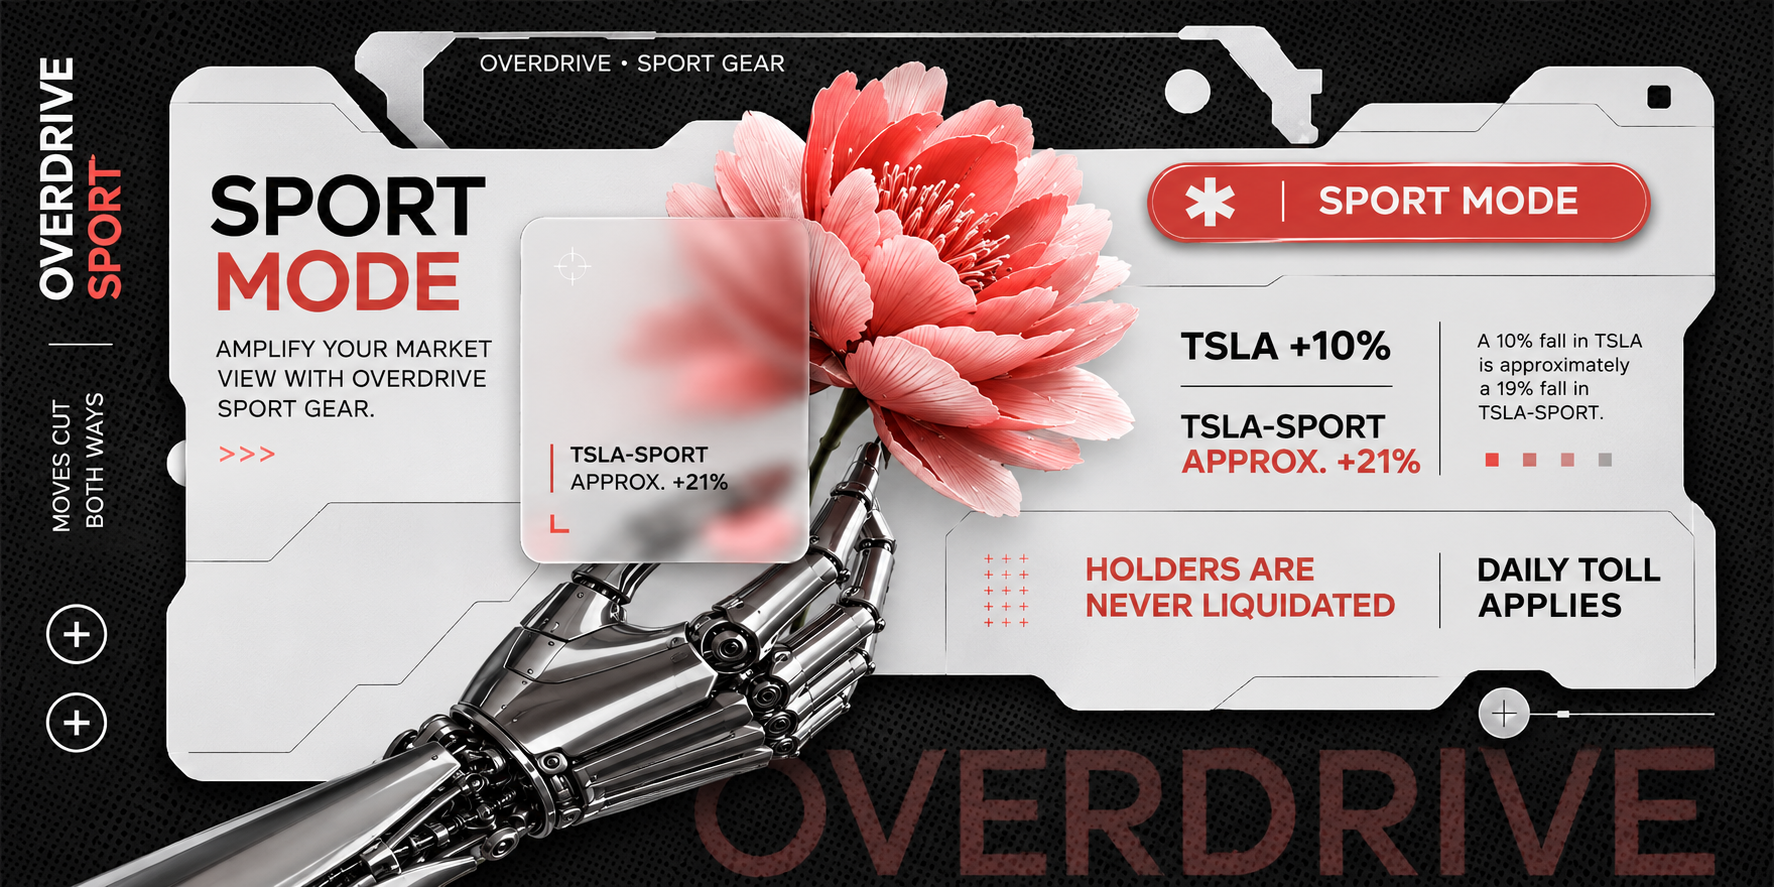 OVERDRIVE
SPORT
MOVES CUT
BOTH WAYS
OVERDRIVE • SPORT GEAR
SPORT
MODE
AMPLIFY YOUR MARKET
VIEW WITH OVERDRIVE
SPORT GEAR.
>>>
TSLA-SPORT
APPROX. +21%
SPORT MODE
TSLA +10%
TSLA-SPORT
APPROX. +21%
A 10% fall in TSLA
is approximately
a 19% fall in
TSLA-SPORT.
HOLDERS ARE
NEVER LIQUIDATED
DAILY TOLL
APPLIES
OVERDRIVE